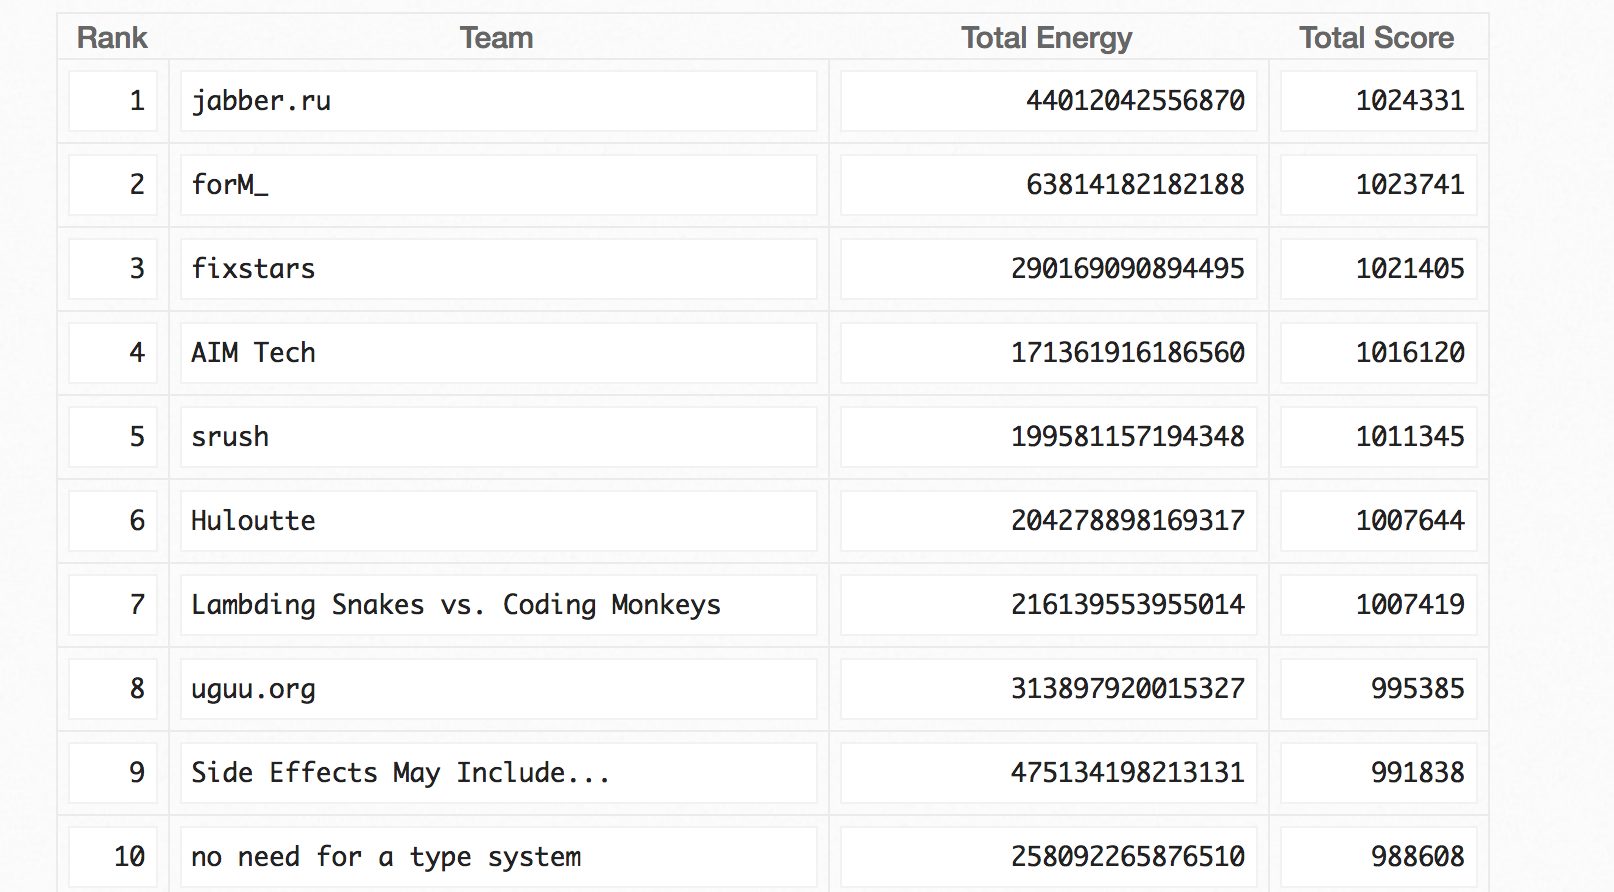 Rank Team Total Energy Total Score
1 jabber.ru 44012042556870 1024331
2 forM_ 63814182182188 1023741
3 fixstars 290169090894495 1021405
4 AIM Tech 171361916186560 1016120
5 srush 199581157194348 1011345
6 Huloutte 204278898169317 1007644
7 Lambding Snakes vs. Coding Monkeys 216139553955014 1007419
8 uguu.org 313897920015327 995385
9 Side Effects May Include... 475134198213131 991838
10 no need for a type system 258092265876510 988608